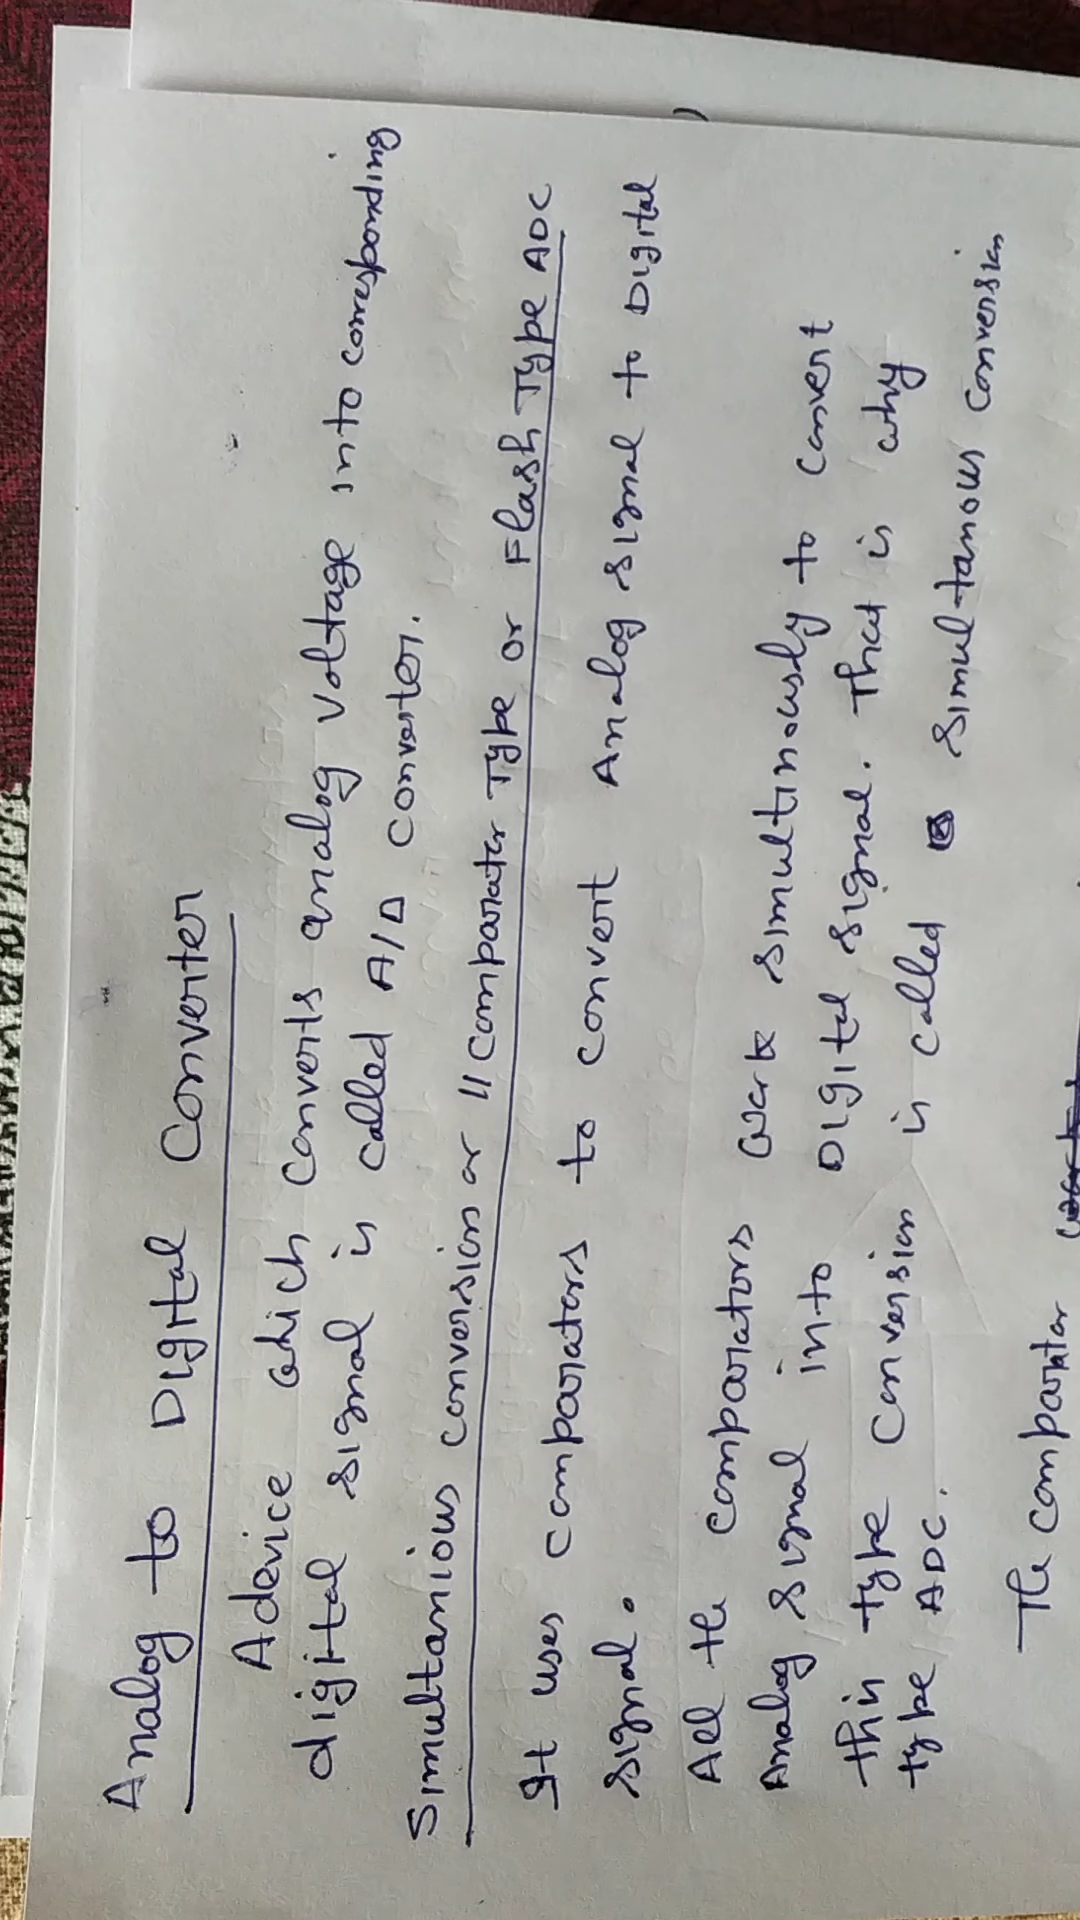 Analog to Digital Converter
A device which converts analog voltage into corresponding
digital signal is called A/D converter.
Simultanious conversion or 11 Comparater Type or Flash Type ADC
It uses comparators to convert Analog signal to Digital
signal.
All the comparators work simultinously to convert
Analog signal into Digital signal. That is why
this type conversion is called simultanous conversion
type ADC.
The comparator